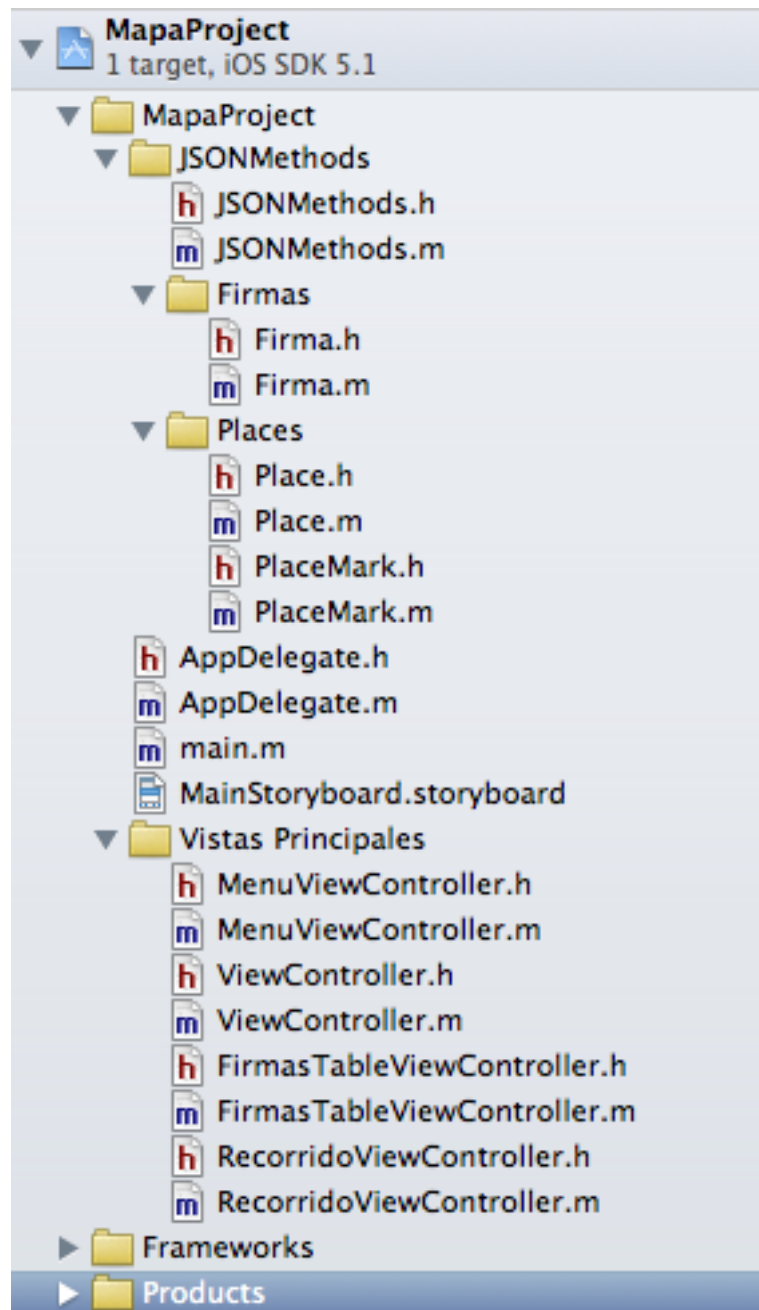 MapaProject
1 target, iOS SDK 5.1
MapaProject
JSONMethods
h JSONMethods.h
m JSONMethods.m
Firmas
h Firma.h
m Firma.m
Places
h Place.h
m Place.m
h PlaceMark.h
m PlaceMark.m
h AppDelegate.h
m AppDelegate.m
m main.m
MainStoryboard.storyboard
Vistas Principales
h MenuViewController.h
m MenuViewController.m
h ViewController.h
m ViewController.m
h FirmasTableViewController.h
m FirmasTableViewController.m
h RecorridoViewController.h
m RecorridoViewController.m
Frameworks
Products